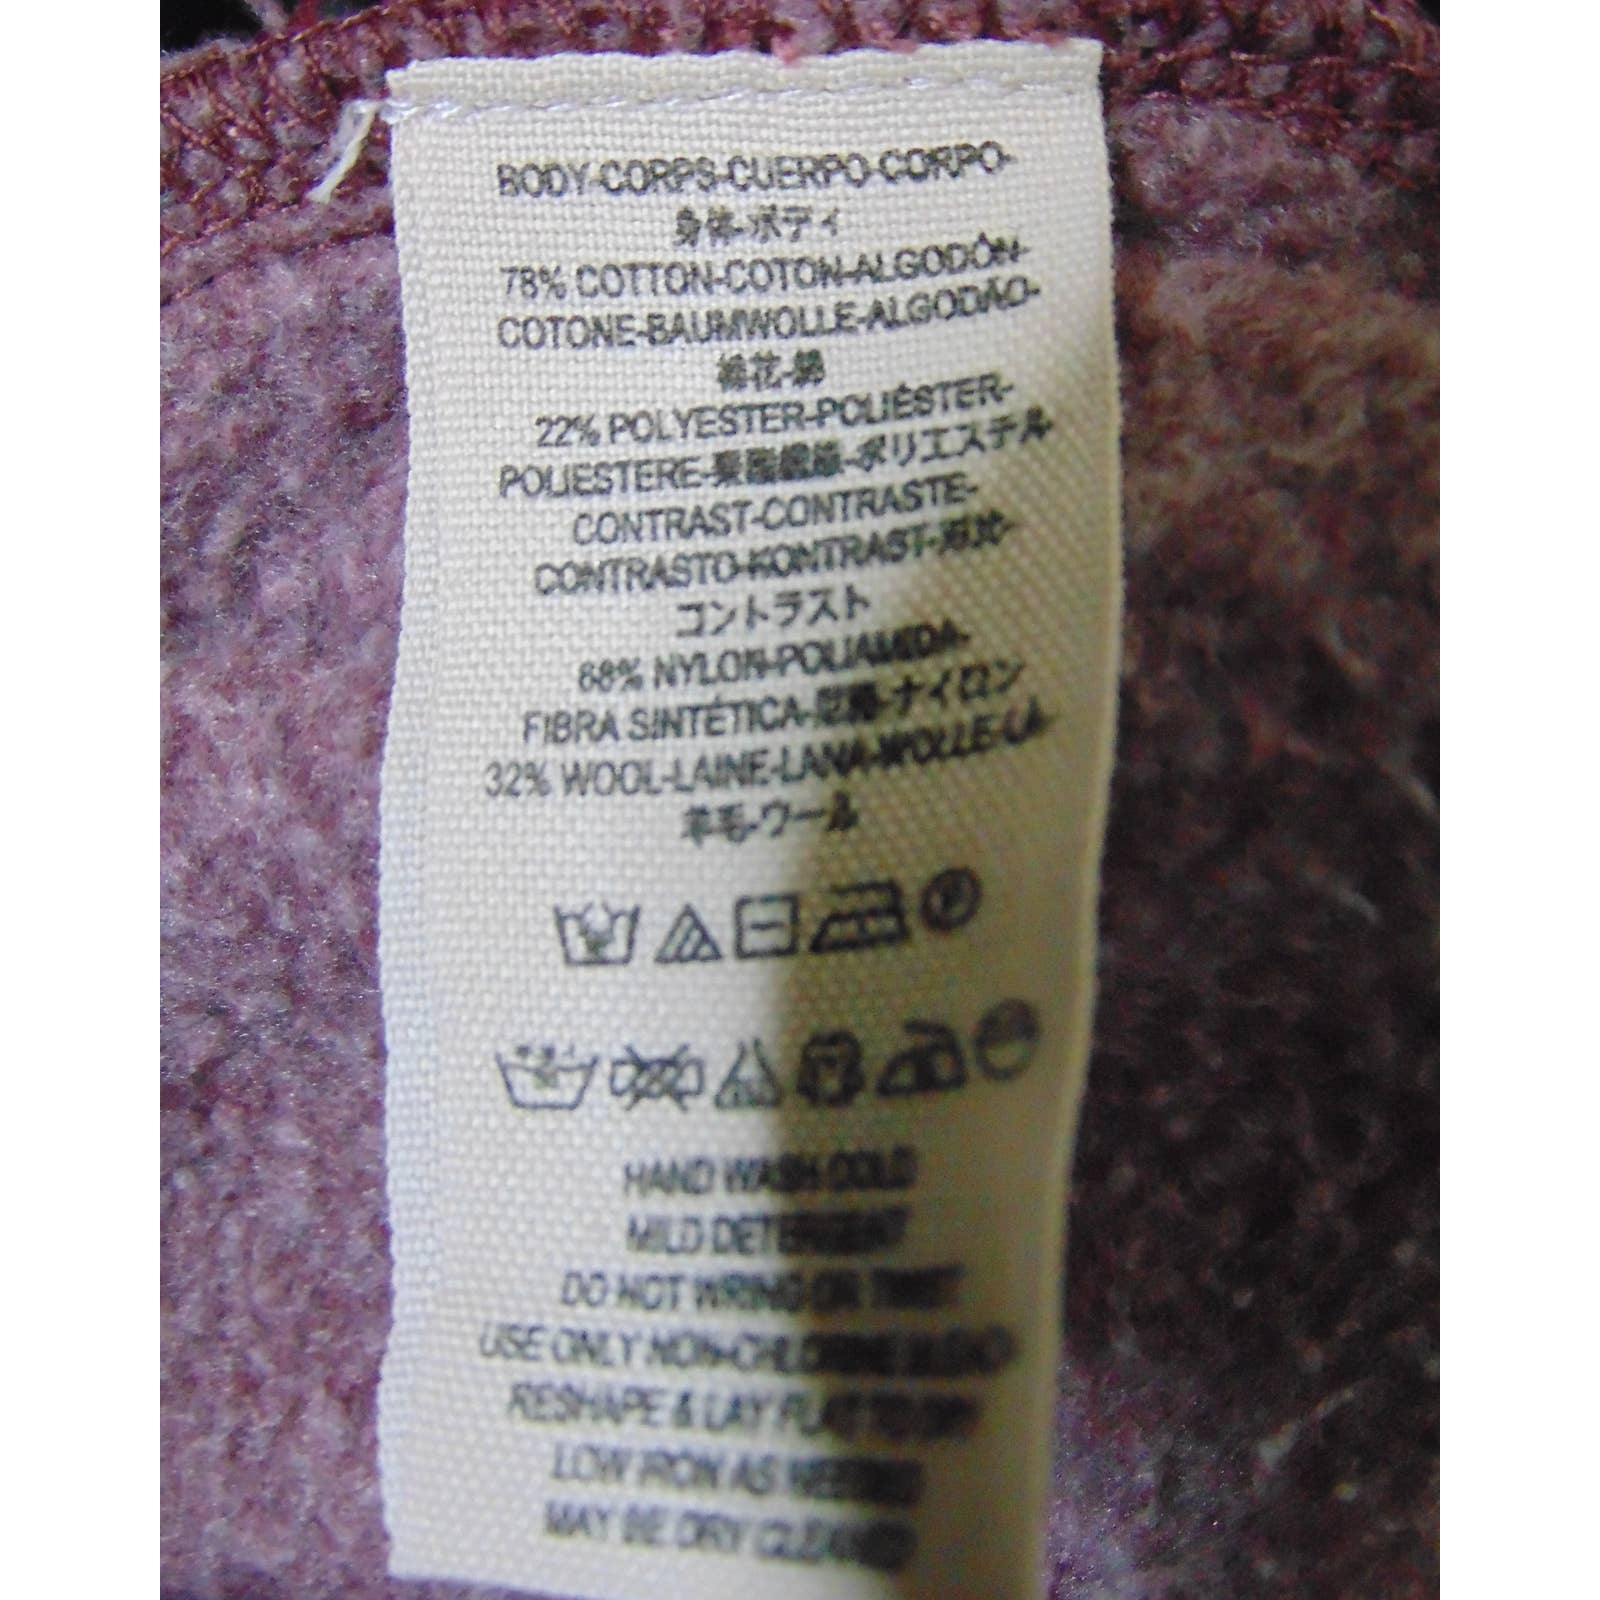 BODY-CORPS-CUERPO-CORPO-
身体-ボディ
78% COTTON-COTON-ALGODÓN-
COTONE-BAUMWOLLE-ALGODÃO-
棉花-綿
22% POLYESTER-POLIÉSTER-
POLIESTERE-聚酯纖維-ポリエステル
CONTRAST-CONTRASTE-
CONTRASTO-KONTRAST-对比-
コントラスト
68% NYLON-POLIAMIDA-
FIBRA SINTÉTICA-尼龍-ナイロン
32% WOOL-LAINE-LANA-WOLLE-LÃ-
羊毛-ウール
HAND WASH COLD
MILD DETERGENT
DO NOT WRING OR TWIST
USE ONLY NON-CHLORINE BLEACH
RESHAPE & LAY FLAT TO DRY
LOW IRON AS NEEDED
MAY BE DRY CLEANED